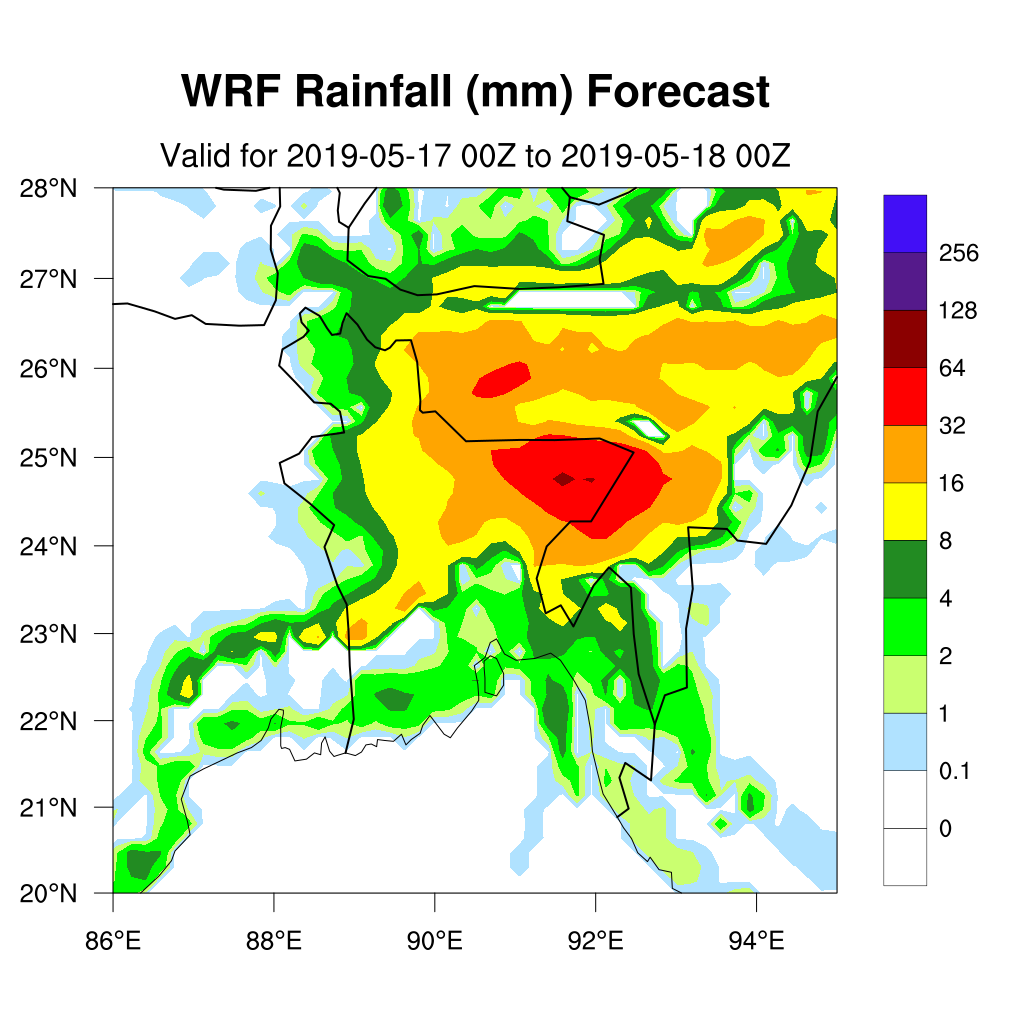 WRF Rainfall (mm) Forecast
Valid for 2019-05-17 00Z to 2019-05-18 00Z
28°N
27°N
26°N
25°N
24°N
23°N
22°N
21°N
20°N
86°E
88°E
90°E
92°E
94°E
256
128
64
32
16
8
4
2
1
0.1
0